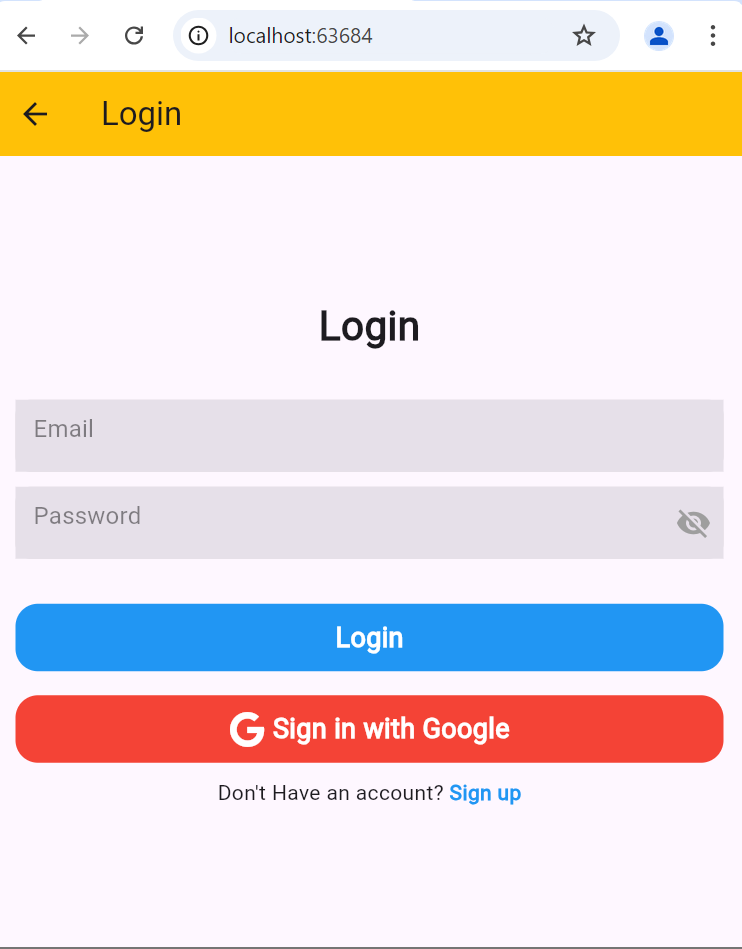 localhost:63684
Login
Login
Email
Password
Login
Sign in with Google
Don't Have an account? Sign up